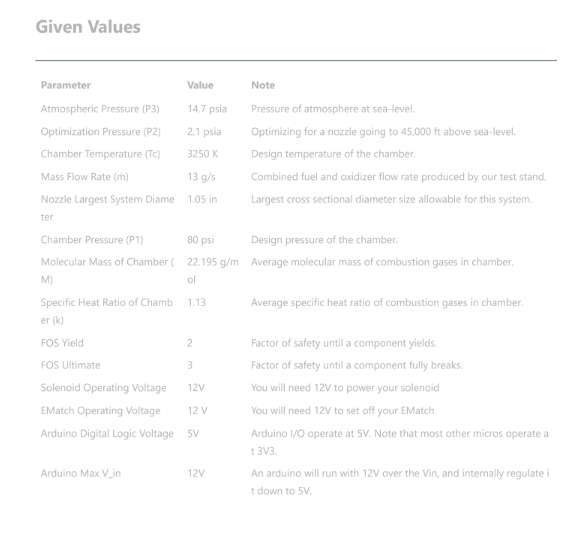 Given Values
Parameter Value Note
Atmospheric Pressure (P3) 14.7 psia Pressure of atmosphere at sea-level.
Optimization Pressure (P2) 2.1 psia Optimizing for a nozzle going to 45,000 ft above sea-level.
Chamber Temperature (Tc) 3250 K Design temperature of the chamber.
Mass Flow Rate (ṁ) 13 g/s Combined fuel and oxidizer flow rate produced by our test stand.
Nozzle Largest System Diame 1.05 in Largest cross sectional diameter size allowable for this system.
ter
Chamber Pressure (P1) 80 psi Design pressure of the chamber.
Molecular Mass of Chamber ( 22.195 g/m Average molecular mass of combustion gases in chamber.
M) ol
Specific Heat Ratio of Chamb 1.13 Average specific heat ratio of combustion gases in chamber.
er (k)
FOS Yield 2 Factor of safety until a component yields.
FOS Ultimate 3 Factor of safety until a component fully breaks.
Solenoid Operating Voltage 12V You will need 12V to power your solenoid
EMatch Operating Voltage 12 V You will need 12V to set off your EMatch
Arduino Digital Logic Voltage 5V Arduino I/O operate at 5V. Note that most other micros operate a
t 3V3.
Arduino Max V_in 12V An arduino will run with 12V over the Vin, and internally regulate i
t down to 5V.